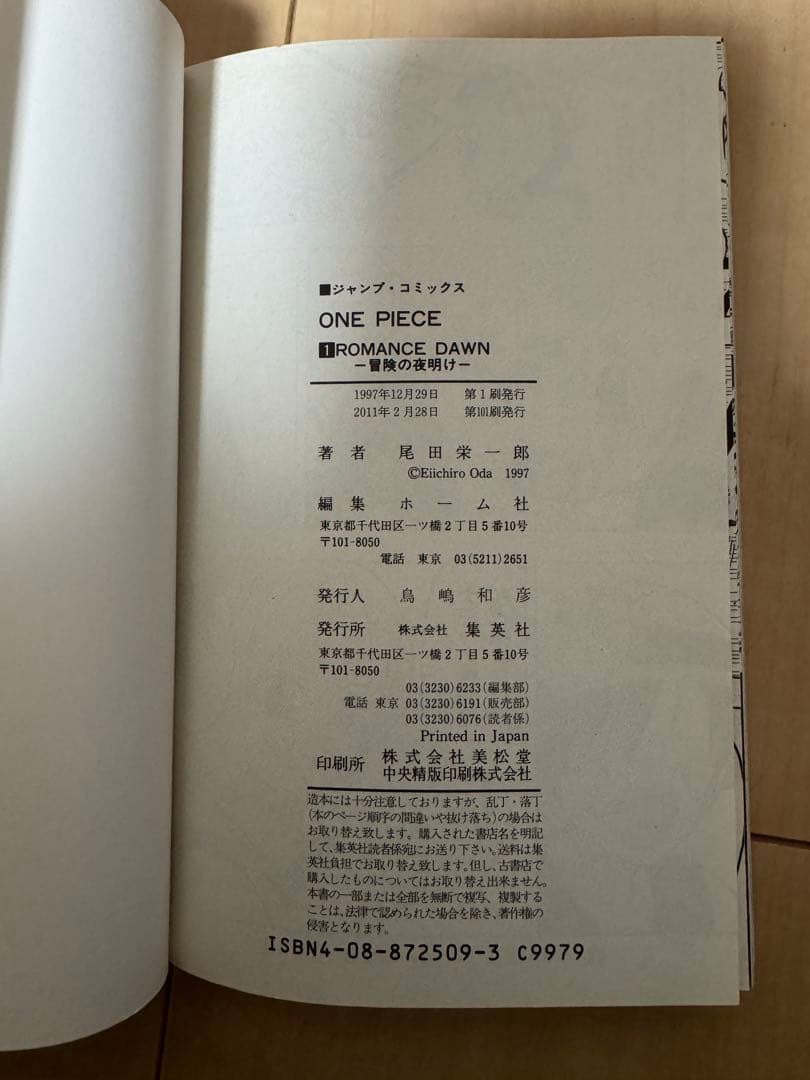 ■ジャンプ・コミックス
ONE PIECE
1 ROMANCE DAWN
―冒険の夜明け―
1997年12月29日 第1刷発行
2011年2月28日 第101刷発行
著者 尾田栄一郎
©Eiichiro Oda 1997
編集 ホーム社
東京都千代田区一ツ橋2丁目5番10号
〒101-8050
電話 東京 03(5211)2651
発行人 鳥嶋和彦
発行所 株式会社 集英社
東京都千代田区一ツ橋2丁目5番10号
〒101-8050
03(3230)6233(編集部)
電話 東京 03(3230)6191(販売部)
03(3230)6076(読者係)
Printed in Japan
印刷所 株式会社美松堂
中央精版印刷株式会社
造本には十分注意しておりますが、乱丁・落丁
(本のページ順序の間違いや抜け落ち)の場合は
お取り替え致します。購入された書店名を明記
して、集英社読者係宛にお送り下さい。送料は集
英社負担でお取り替え致します。但し、古書店で
購入したものについてはお取り替え出来ません。
本書の一部または全部を無断で複写、複製する
ことは、法律で認められた場合を除き、著作権の
侵害となります。
ISBN4-08-872509-3 C9979